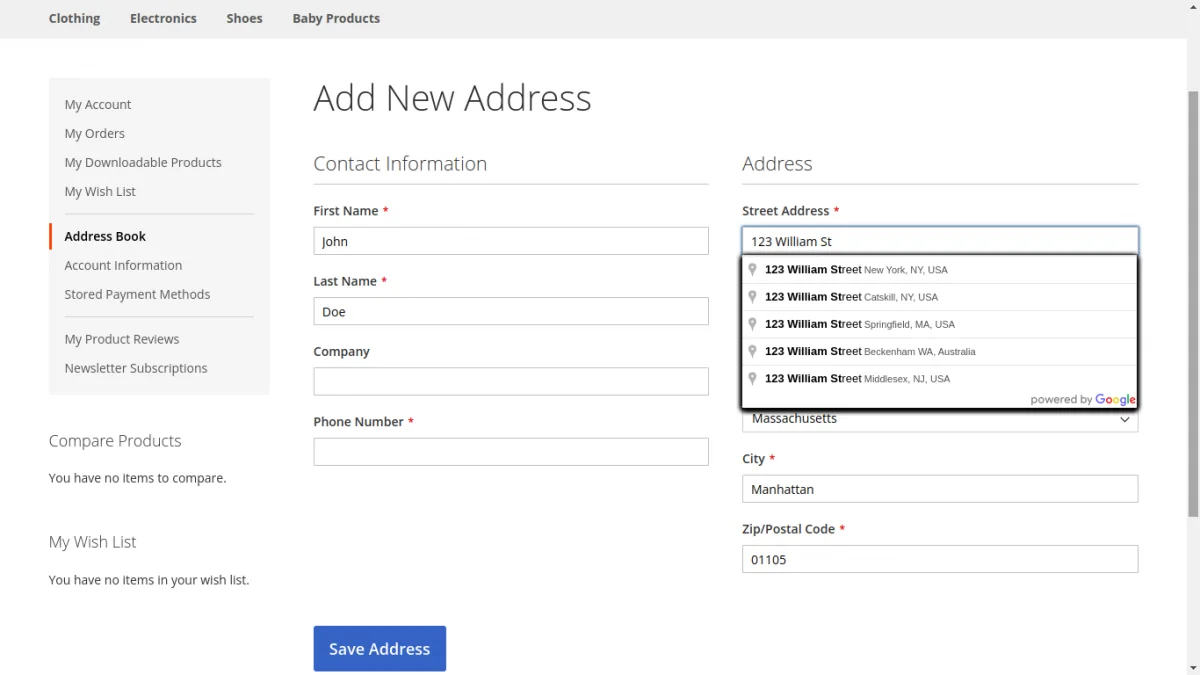 Clothing Electronics Shoes Baby Products
My Account
My Orders
My Downloadable Products
My Wish List
Address Book
Account Information
Stored Payment Methods
My Product Reviews
Newsletter Subscriptions
Compare Products
You have no items to compare.
My Wish List
You have no items in your wish list.
Add New Address
Contact Information
First Name *
John
Last Name *
Doe
Company
Phone Number *
Address
Street Address *
123 William St
123 William Street New York, NY, USA
123 William Street Catskill, NY, USA
123 William Street Springfield, MA, USA
123 William Street Beckenham WA, Australia
123 William Street Middlesex, NJ, USA
powered by Google
Massachusetts
City *
Manhattan
Zip/Postal Code *
01105
Save Address